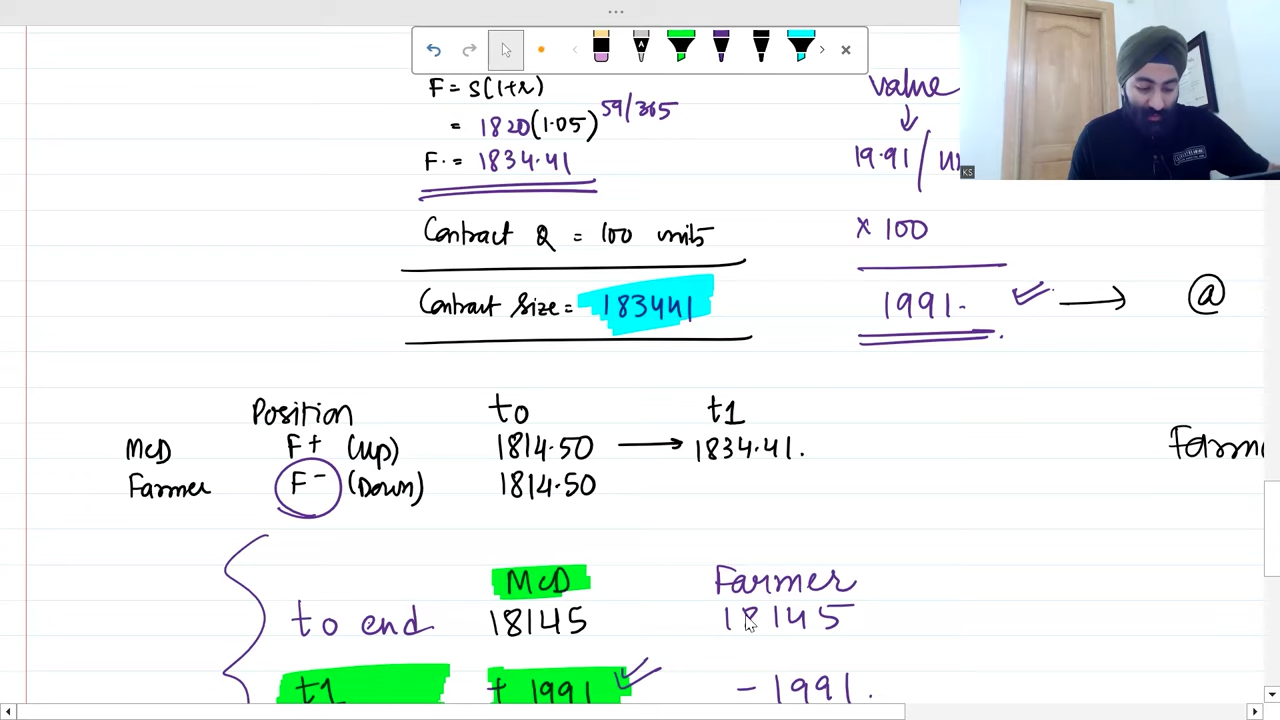 F = S(1+r)
= 1820(1.05)^59/365
F. = 1834.41
Contract Q = 100 units
Contract Size = 183441
value
↓
19.91 /
x 100
1991. → @
Position t0 t1
McD F+ (Up) 1814.50 → 1834.41.
Farmer F- (Down) 1814.50
McD Farmer
to end 18145 18145
t1 + 1991 - 1991.
KS